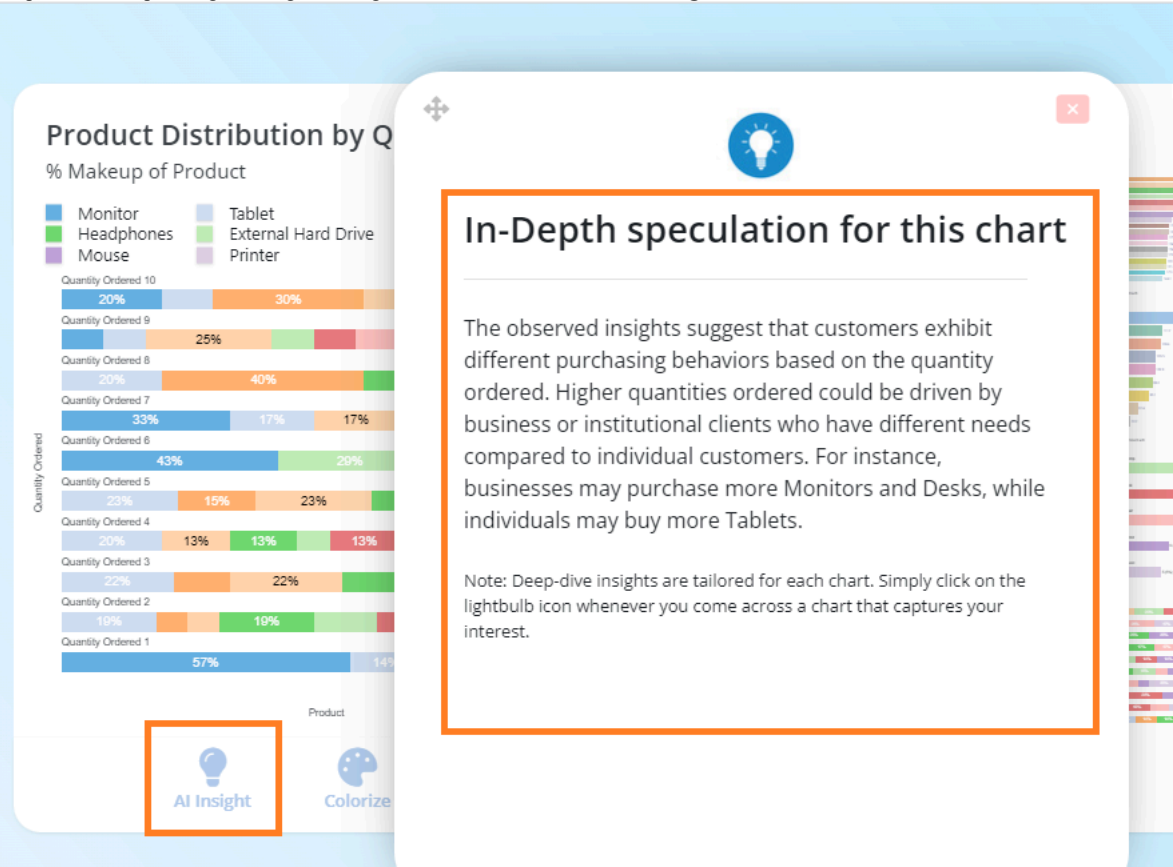 Product Distribution by Q
% Makeup of Product
Monitor
Tablet
Headphones
External Hard Drive
Mouse
Printer
Quantity Ordered 10
20%
30%
Quantity Ordered 9
25%
Quantity Ordered 8
20%
40%
Quantity Ordered 7
33%
17%
17%
Quantity Ordered 6
43%
29%
Quantity Ordered 5
23%
15%
23%
Quantity Ordered 4
20%
13%
13%
13%
Quantity Ordered 3
22%
22%
Quantity Ordered 2
19%
19%
Quantity Ordered 1
57%
14%
Quantity Ordered
Product
AI Insight
Colorize
In-Depth speculation for this chart
The observed insights suggest that customers exhibit
different purchasing behaviors based on the quantity
ordered. Higher quantities ordered could be driven by
business or institutional clients who have different needs
compared to individual customers. For instance,
businesses may purchase more Monitors and Desks, while
individuals may buy more Tablets.
Note: Deep-dive insights are tailored for each chart. Simply click on the
lightbulb icon whenever you come across a chart that captures your
interest.